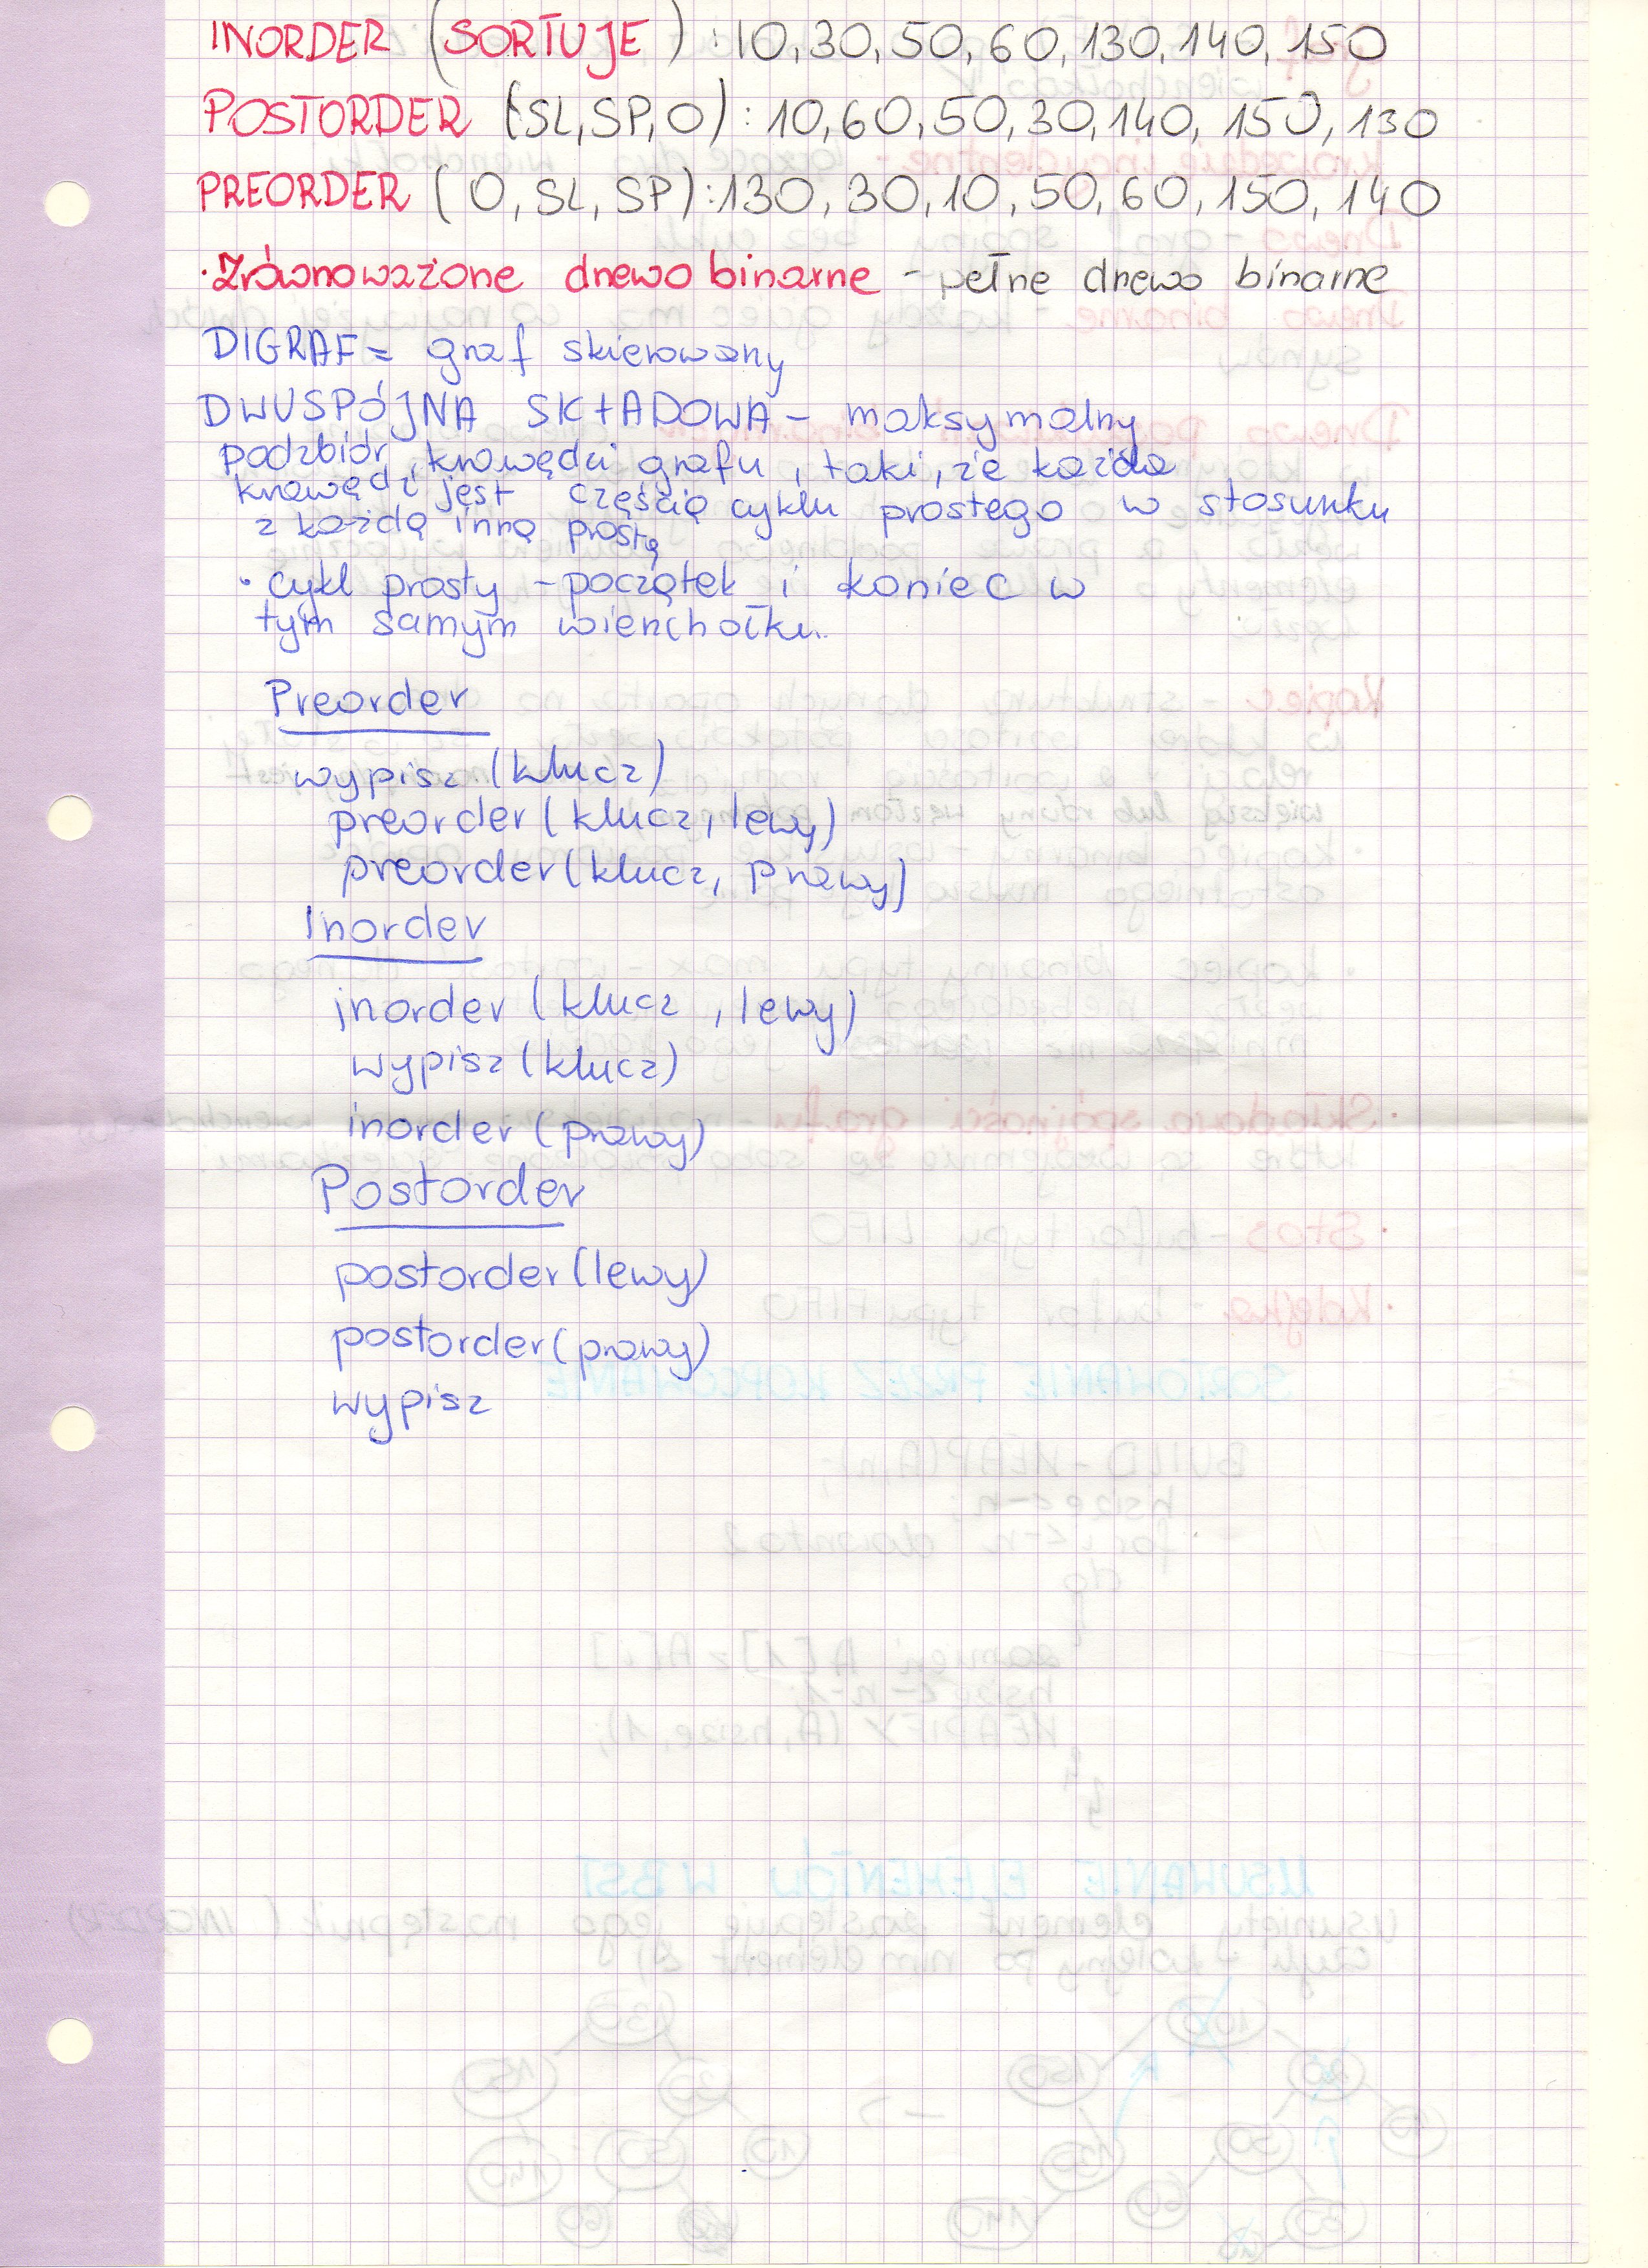 INORDER (SORTUJE) : 10, 30, 50, 60, 130, 140, 150
POSTORDER (SL, SP, O) : 10, 60, 50, 30, 140, 150, 130
PREORDER (O, SL, SP) : 130, 30, 10, 50, 60, 150, 140
· Zrównoważone drzewo binarne - pełne drzewo binarne
DIGRAF = graf skierowany
DWUSPÓJNA SKŁADOWA - maksymalny
podzbiór krawędzi grafu, taki, że każda
krawędź jest częścią cyklu prostego w stosunku
z każdą inną prostą
· cykl prosty - początek i koniec w
tym samym wierzchołku.
Preorder
wypisz (klucz)
preorder (klucz, lewy)
preorder (klucz, prawy)
Inorder
inorder (klucz, lewy)
wypisz (klucz)
inorder (prawy)
Postorder
postorder (lewy)
postorder (prawy)
wypisz